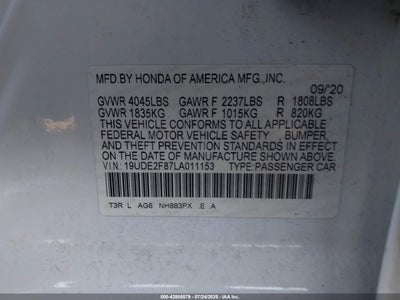 MFD.BY HONDA OF AMERICA MFG.,INC.
09/20
GVWR 4045LBS GAWR F 2237LBS R 1808LBS
GVWR 1835KG GAWR F 1015KG R 820KG
THIS VEHICLE CONFORMS TO ALL APPLICABLE
FEDERAL MOTOR VEHICLE SAFETY , BUMPER,
AND THEFT PREVENTION STANDARDS IN EFFECT ON THE
DATE OF MANUFACTURE SHOWN ABOVE.
VIN: 19UDE2F87LA011153 TYPE:PASSENGER CAR
T3R L AG6 NH883PX .E .A
000-42805579 - 07/24/2025 - IAA, Inc.